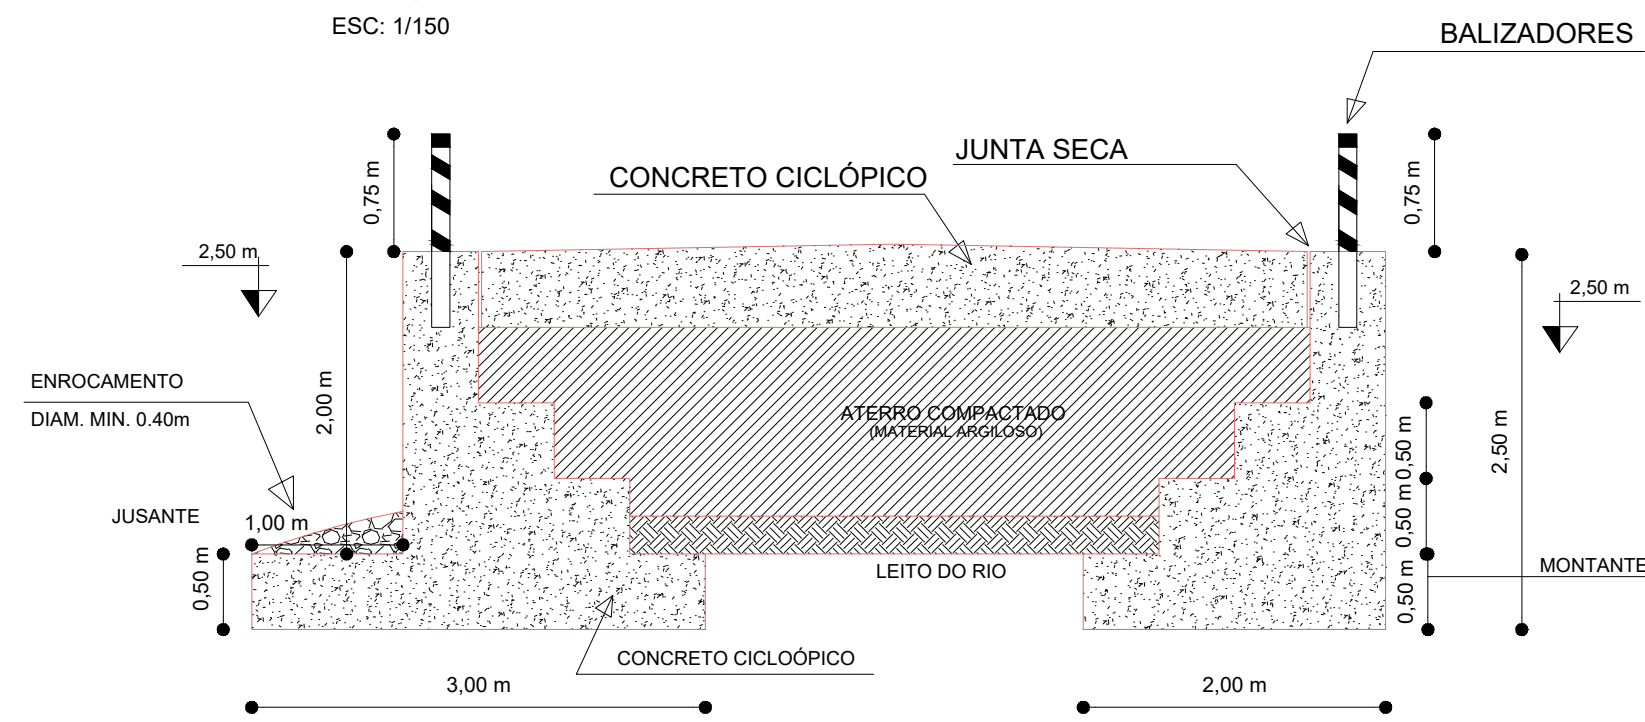 ESC: 1/150
BALIZADORES
JUNTA SECA
CONCRETO CICLÓPICO
0,75 m
0,75 m
2,50 m
2,50 m
ENROCAMENTO
DIAM. MIN. 0.40m
2,00 m
ATERRO COMPACTADO
(MATERIAL ARGILOSO)
0,50 m
2,50 m
0,50 m
JUSANTE
1,00 m
LEITO DO RIO
MONTANTE
0,50 m
0,50 m
CONCRETO CICLOÓPICO
3,00 m
2,00 m